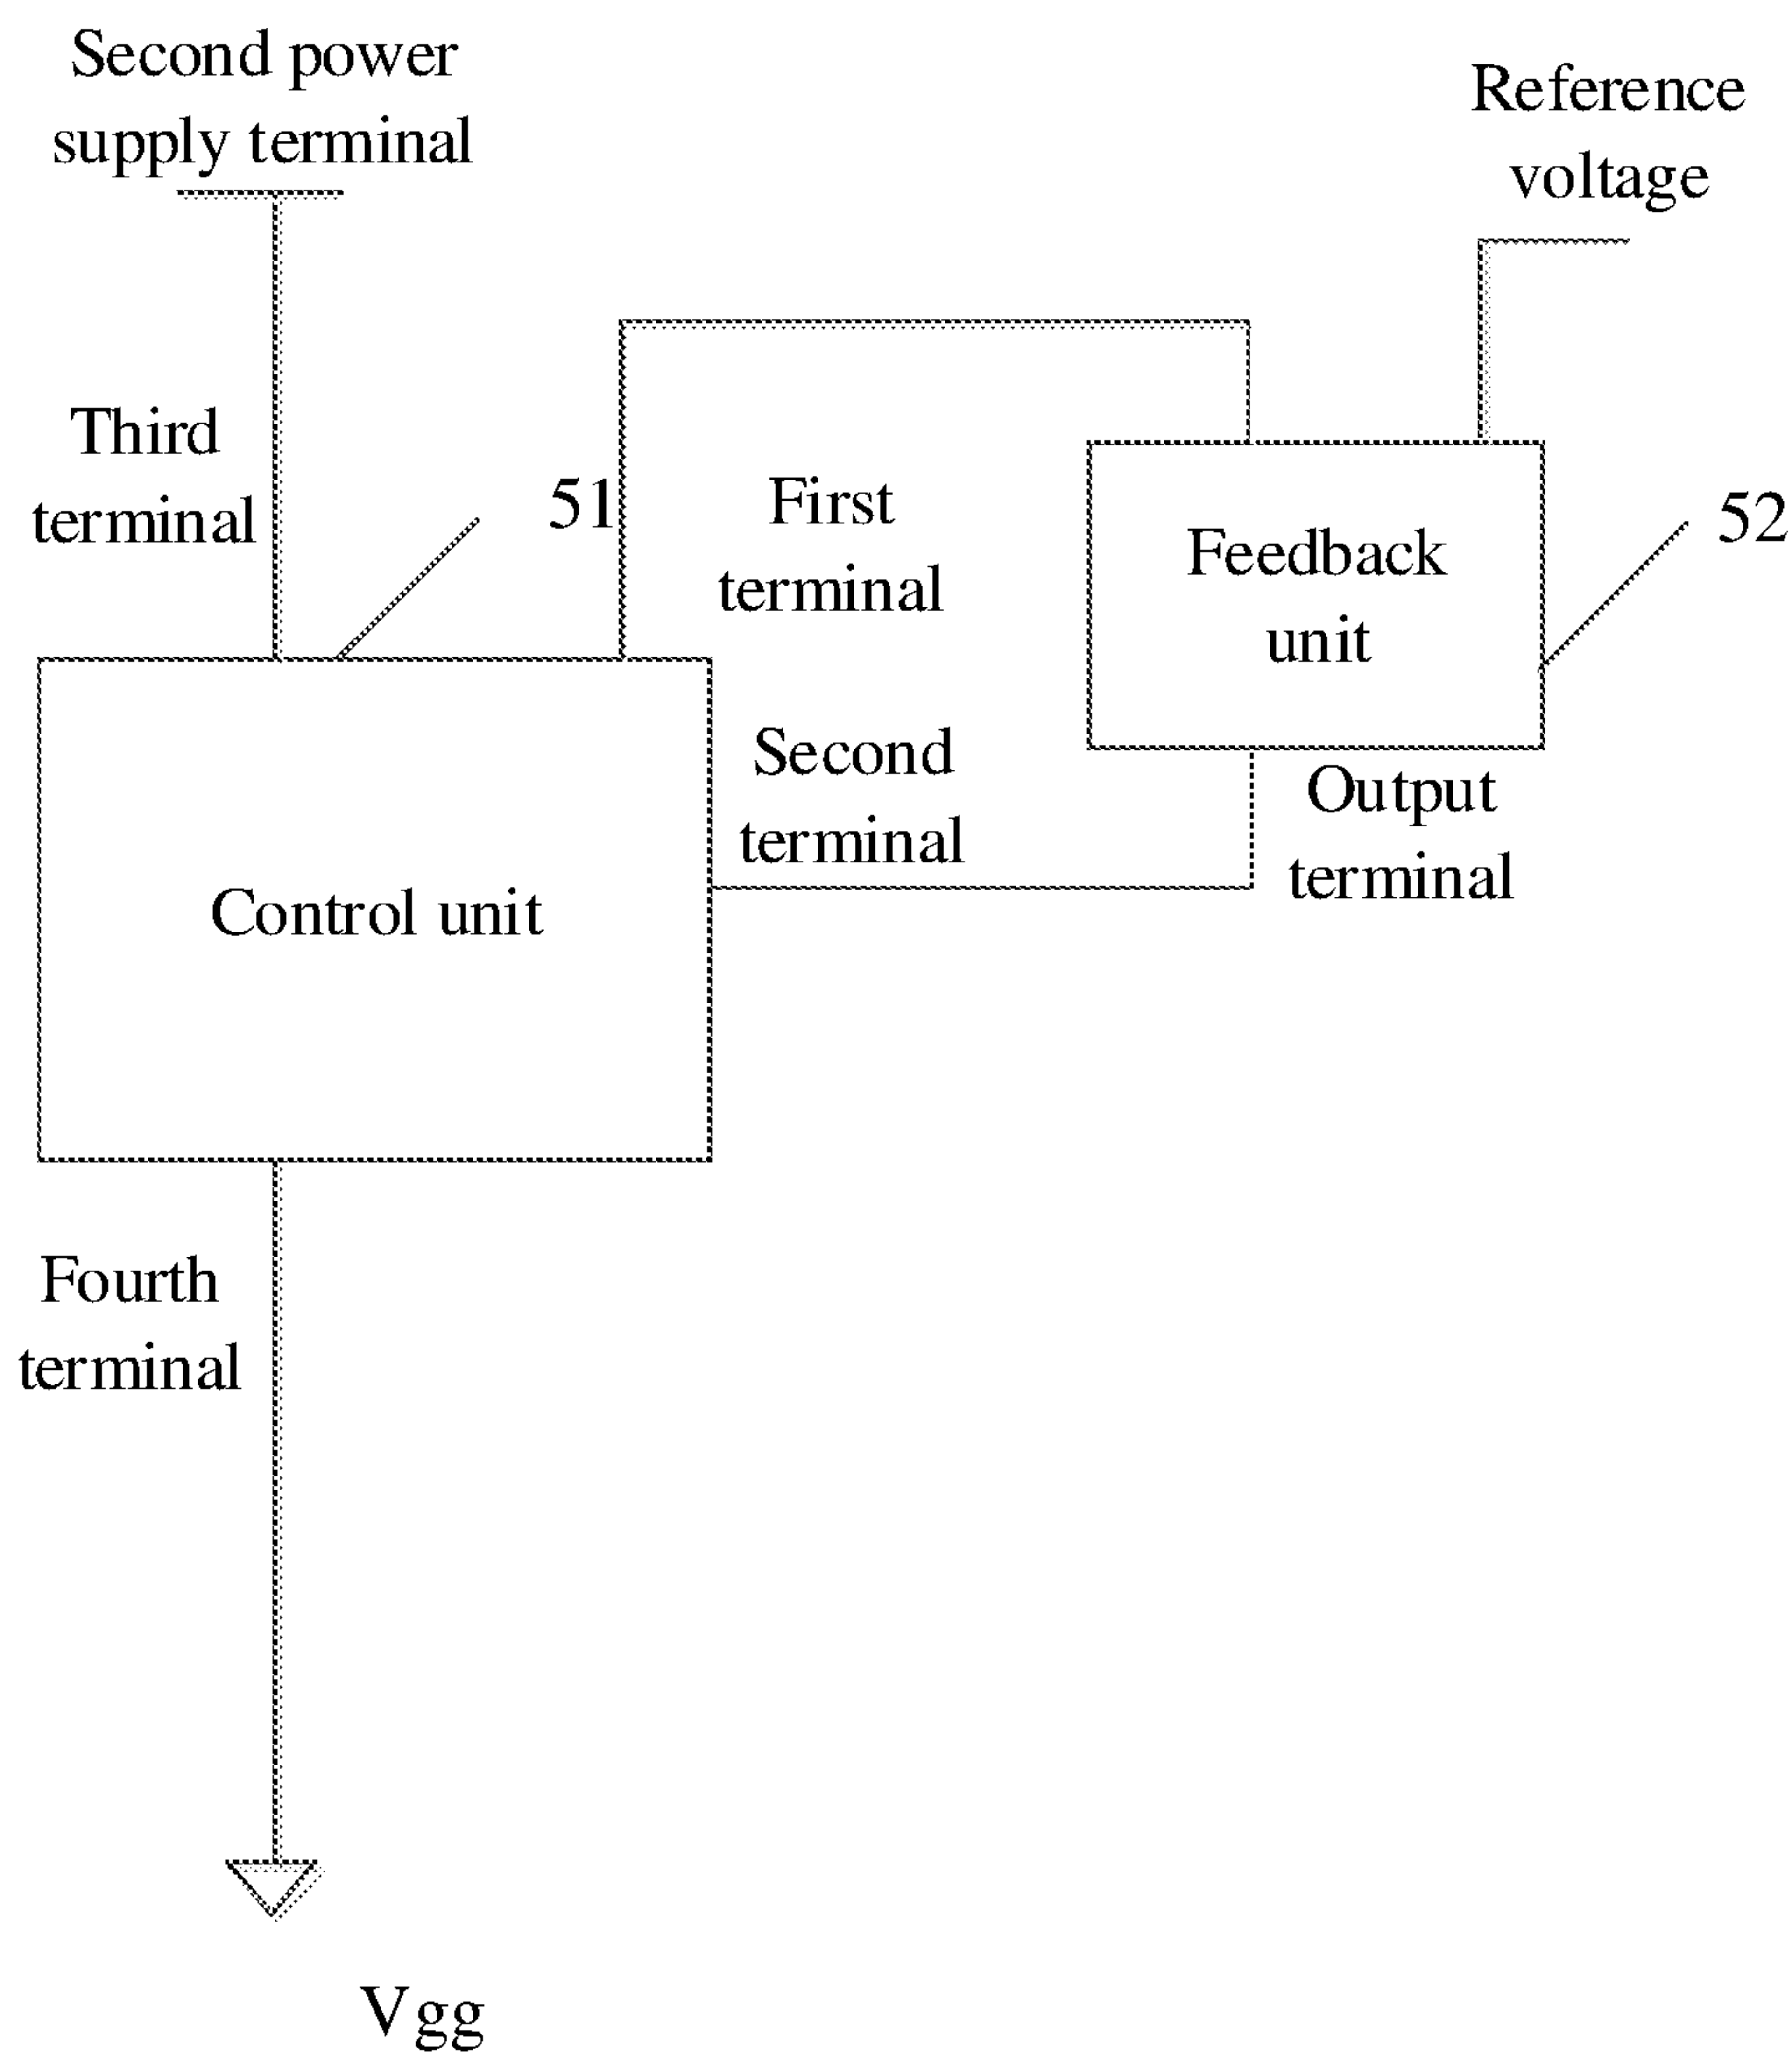 Second power
supply terminal
Reference
voltage
Third
terminal
51
First
terminal
Feedback
unit
52
Second
terminal
Output
terminal
Control unit
Fourth
terminal
Vgg